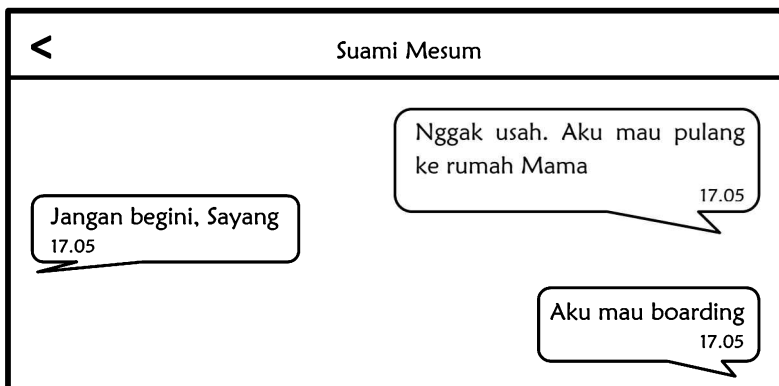 <
Suami Mesum
Nggak usah. Aku mau pulang
ke rumah Mama
17.05
Jangan begini, Sayang
17.05
Aku mau boarding
17.05